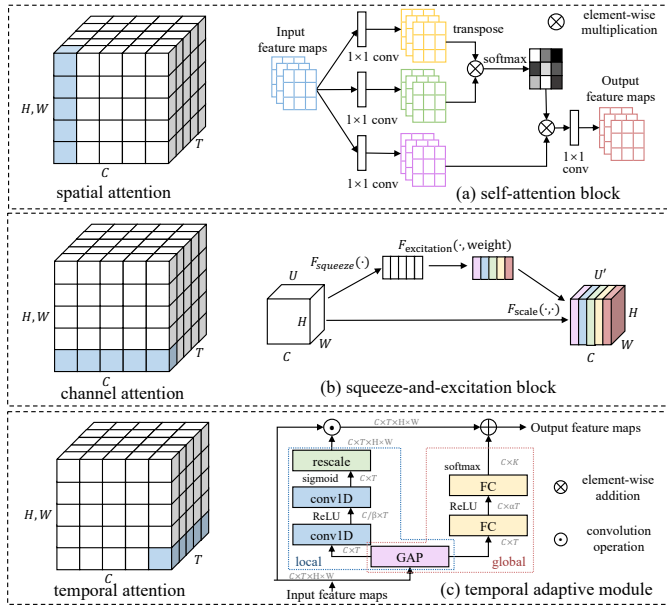 Input
feature maps
1×1 conv
1×1 conv
1×1 conv
transpose
softmax
element-wise
multiplication
Output
feature maps
1×1
conv
H, W
C
T
spatial attention
(a) self-attention block
H, W
C
T
channel attention
U
H
W
C
F_squeeze(·)
F_excitation(·, weight)
F_scale(·,·)
U′
H
W
C
(b) squeeze-and-excitation block
H, W
C
T
temporal attention
C×T×H×W
Output feature maps
C×T×H×W
rescale
sigmoid
C×T
conv1D
ReLU
C/β×T
conv1D
local
C×T
GAP
C×T×H×W
Input feature maps
softmax
C×K
FC
ReLU
C×αT
FC
C×T
global
element-wise
addition
convolution
operation
(c) temporal adaptive module